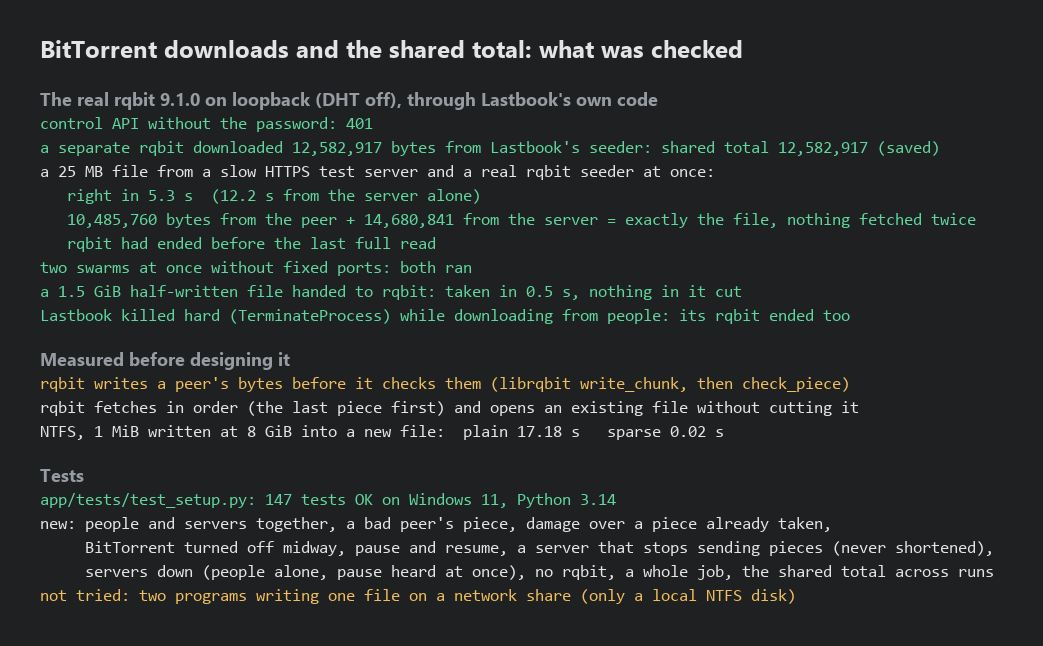 BitTorrent downloads and the shared total: what was checked
The real rqbit 9.1.0 on loopback (DHT off), through Lastbook's own code
control API without the password: 401
a separate rqbit downloaded 12,582,917 bytes from Lastbook's seeder: shared total 12,582,917 (saved)
a 25 MB file from a slow HTTPS test server and a real rqbit seeder at once:
right in 5.3 s  (12.2 s from the server alone)
10,485,760 bytes from the peer + 14,680,841 from the server = exactly the file, nothing fetched twice
rqbit had ended before the last full read
two swarms at once without fixed ports: both ran
a 1.5 GiB half-written file handed to rqbit: taken in 0.5 s, nothing in it cut
Lastbook killed hard (TerminateProcess) while downloading from people: its rqbit ended too
Measured before designing it
rqbit writes a peer's bytes before it checks them (librqbit write_chunk, then check_piece)
rqbit fetches in order (the last piece first) and opens an existing file without cutting it
NTFS, 1 MiB written at 8 GiB into a new file:  plain 17.18 s   sparse 0.02 s
Tests
app/tests/test_setup.py: 147 tests OK on Windows 11, Python 3.14
new: people and servers together, a bad peer's piece, damage over a piece already taken,
BitTorrent turned off midway, pause and resume, a server that stops sending pieces (never shortened),
servers down (people alone, pause heard at once), no rqbit, a whole job, the shared total across runs
not tried: two programs writing one file on a network share (only a local NTFS disk)